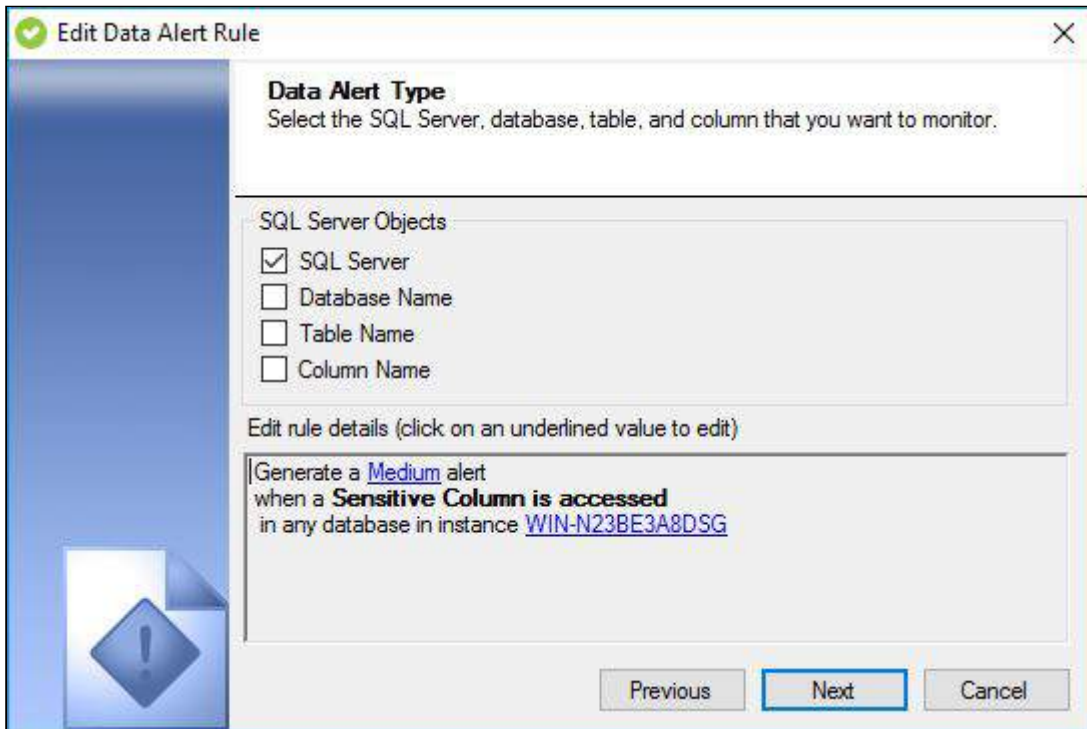 Edit Data Alert Rule
Data Alert Type
Select the SQL Server, database, table, and column that you want to monitor.
SQL Server Objects
SQL Server
Database Name
Table Name
Column Name
Edit rule details (click on an underlined value to edit)
Generate a Medium alert
when a Sensitive Column is accessed
in any database in instance WIN-N23BE3A8DSG
Previous Next Cancel